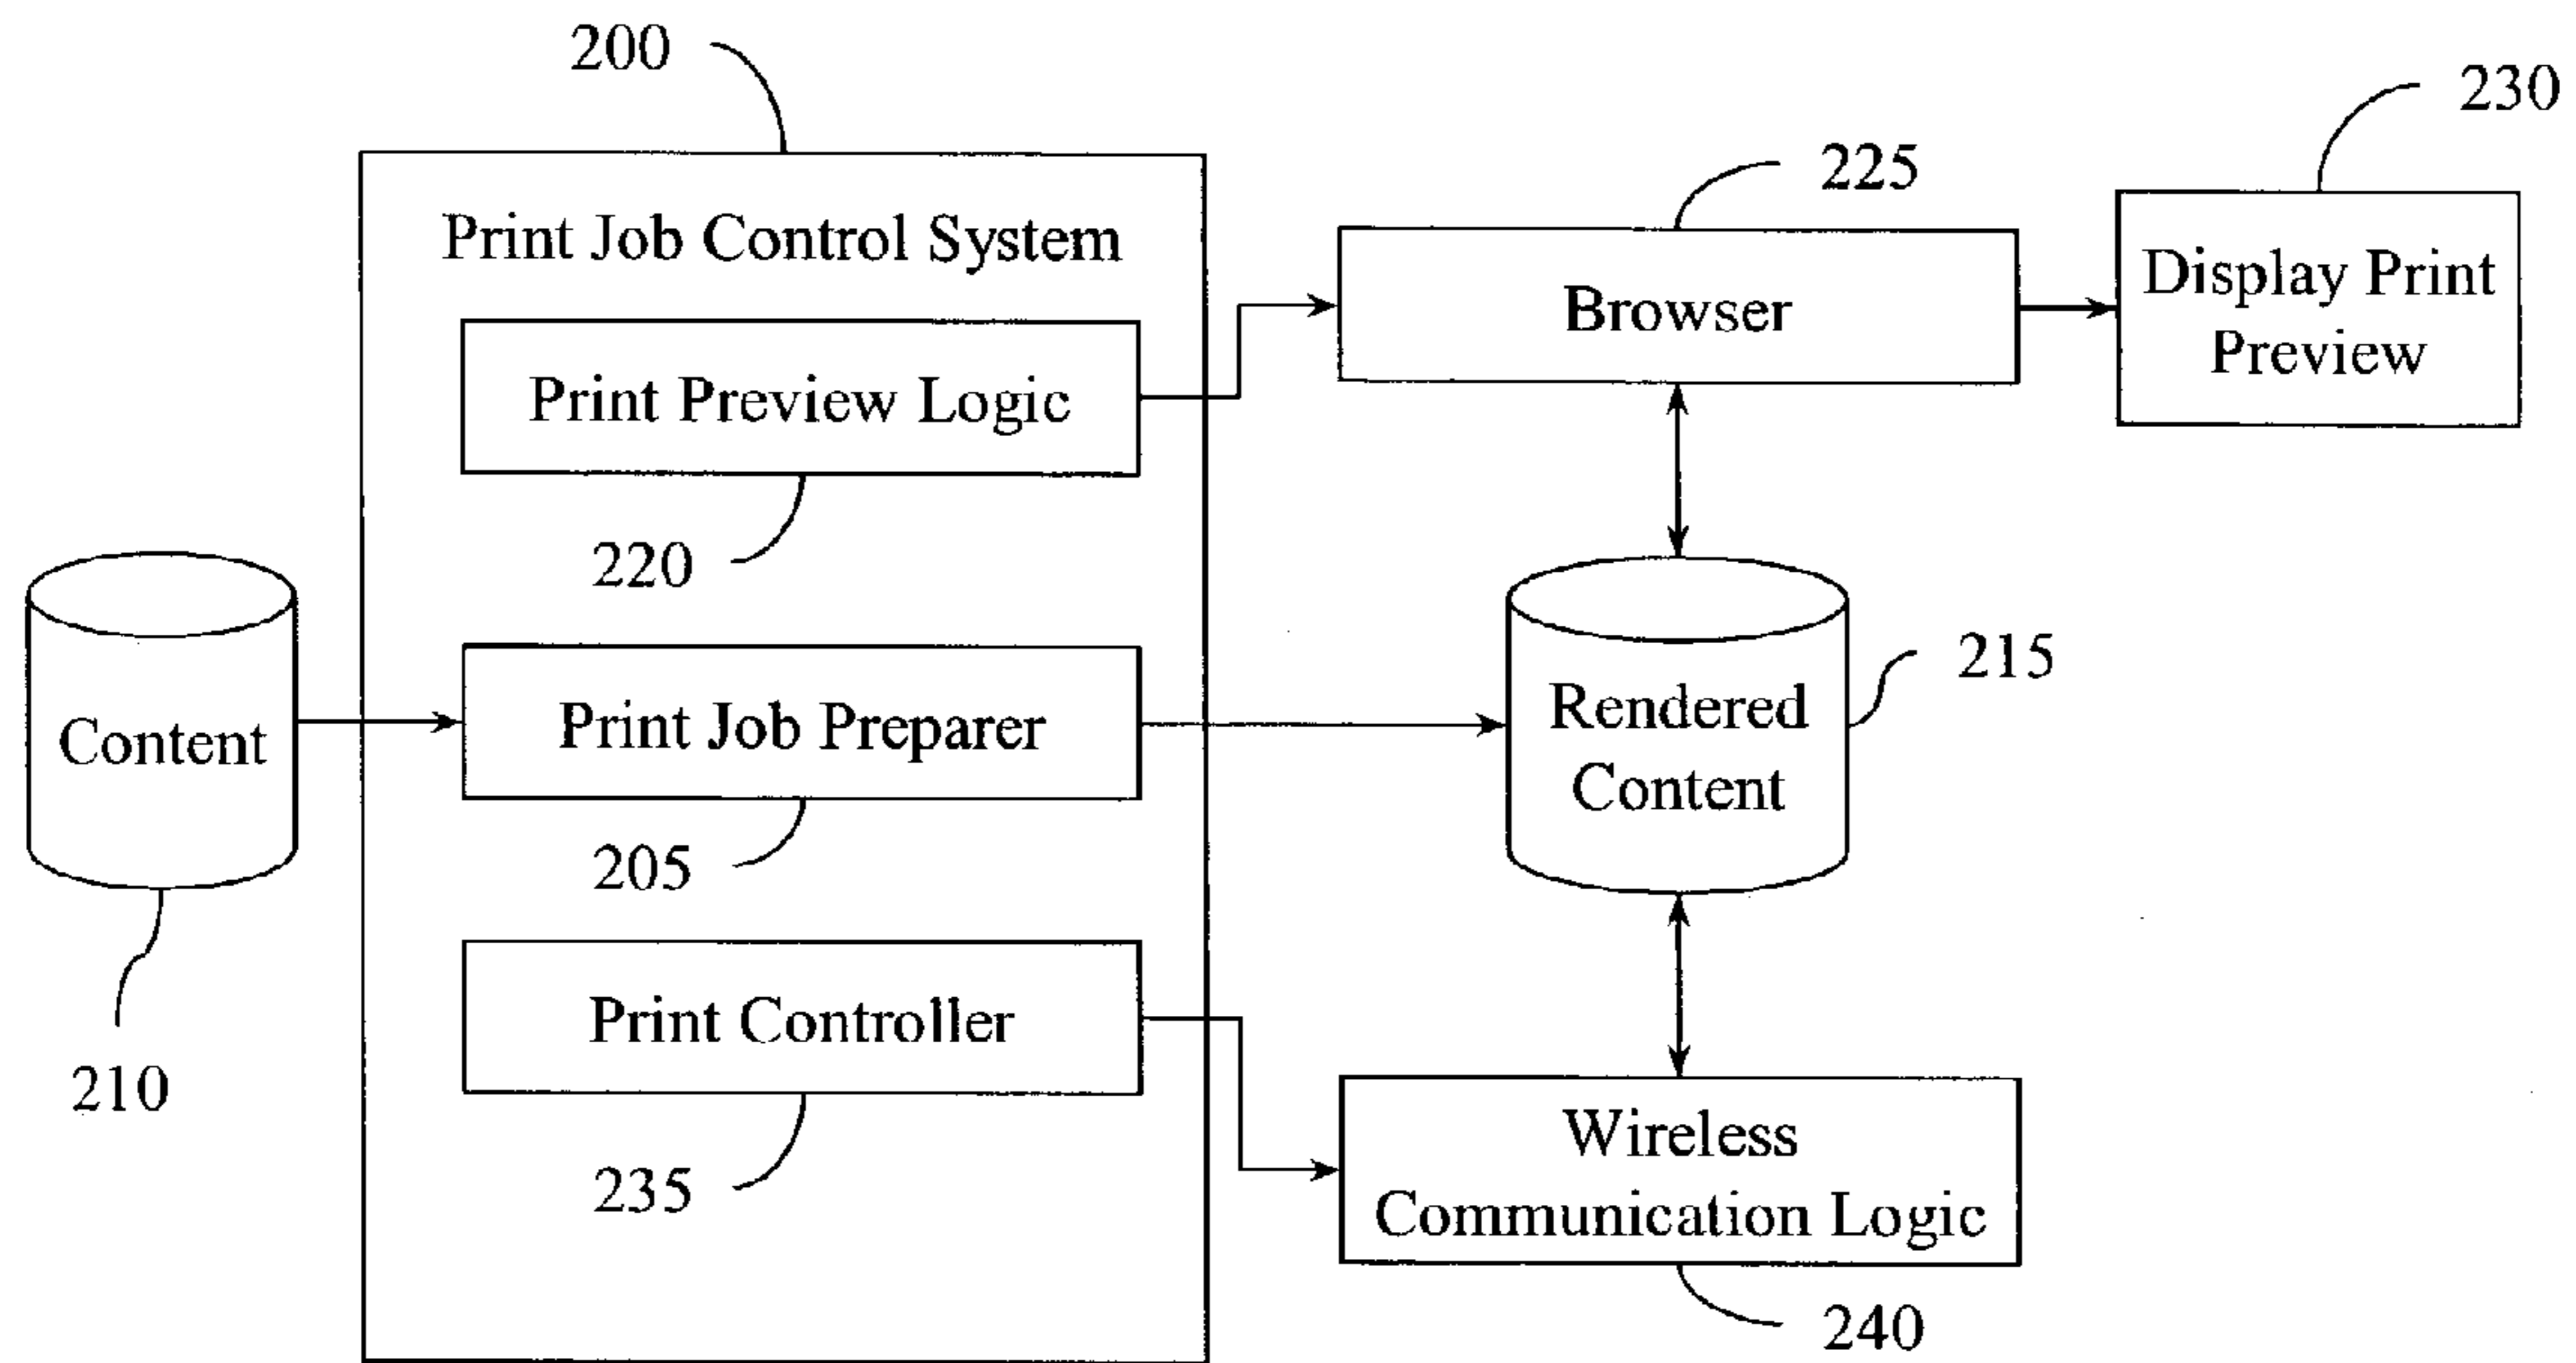 200
230
225
Print Job Control System
Browser
Display Print
Preview
Print Preview Logic
220
Content
Print Job Preparer
Rendered
Content
215
205
210
Print Controller
235
Wireless
Communication Logic
240